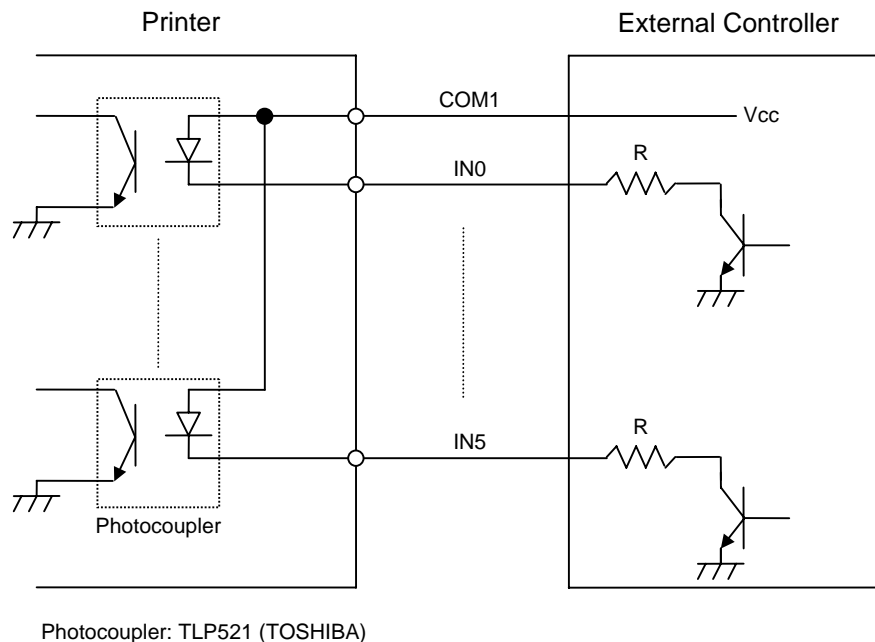 Printer
External Controller
COM1
Vcc
IN0
R
IN5
R
Photocoupler
Photocoupler: TLP521 (TOSHIBA)